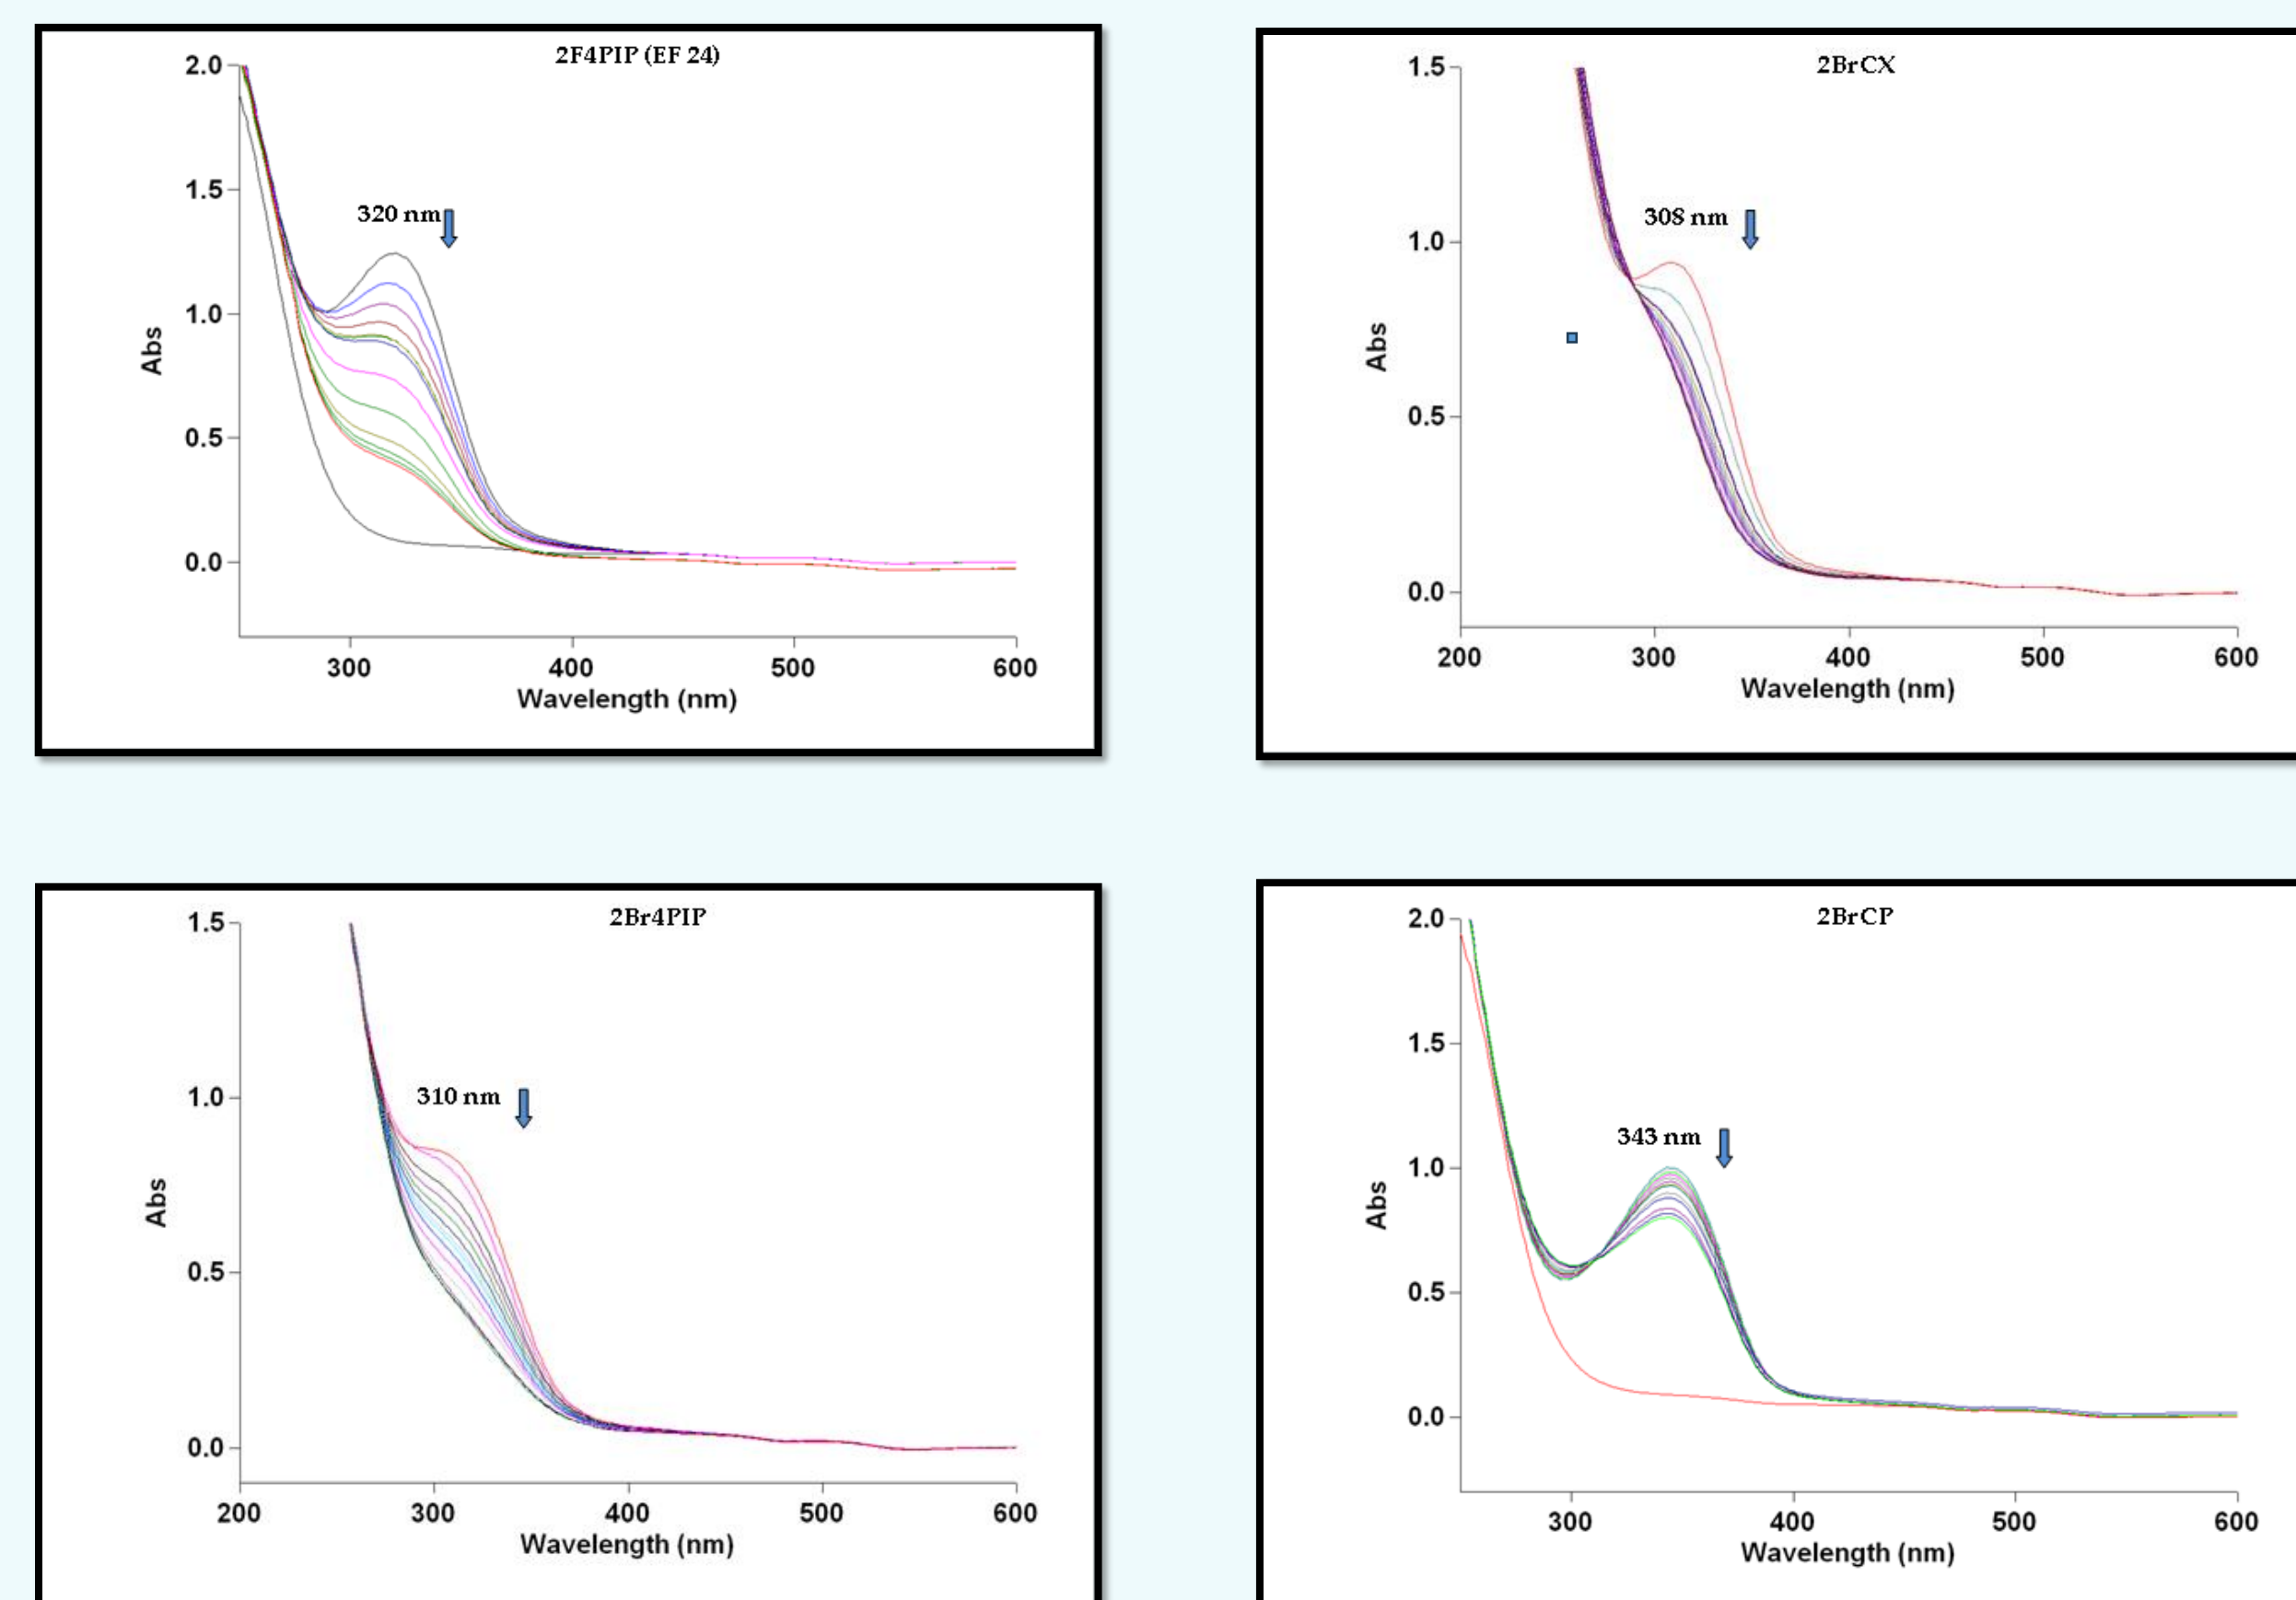 2F4PIP (EF 24)
2.0
1.5
1.0
0.5
0.0
320 nm
Abs
300 400 500 600
Wavelength (nm)
2BrCX
1.5
1.0
0.5
0.0
308 nm
Abs
200 300 400 500 600
Wavelength (nm)
2Br4PIP
1.5
1.0
0.5
0.0
310 nm
Abs
200 300 400 500 600
Wavelength (nm)
2BrCP
2.0
1.5
1.0
0.5
0.0
343 nm
Abs
300 400 500 600
Wavelength (nm)